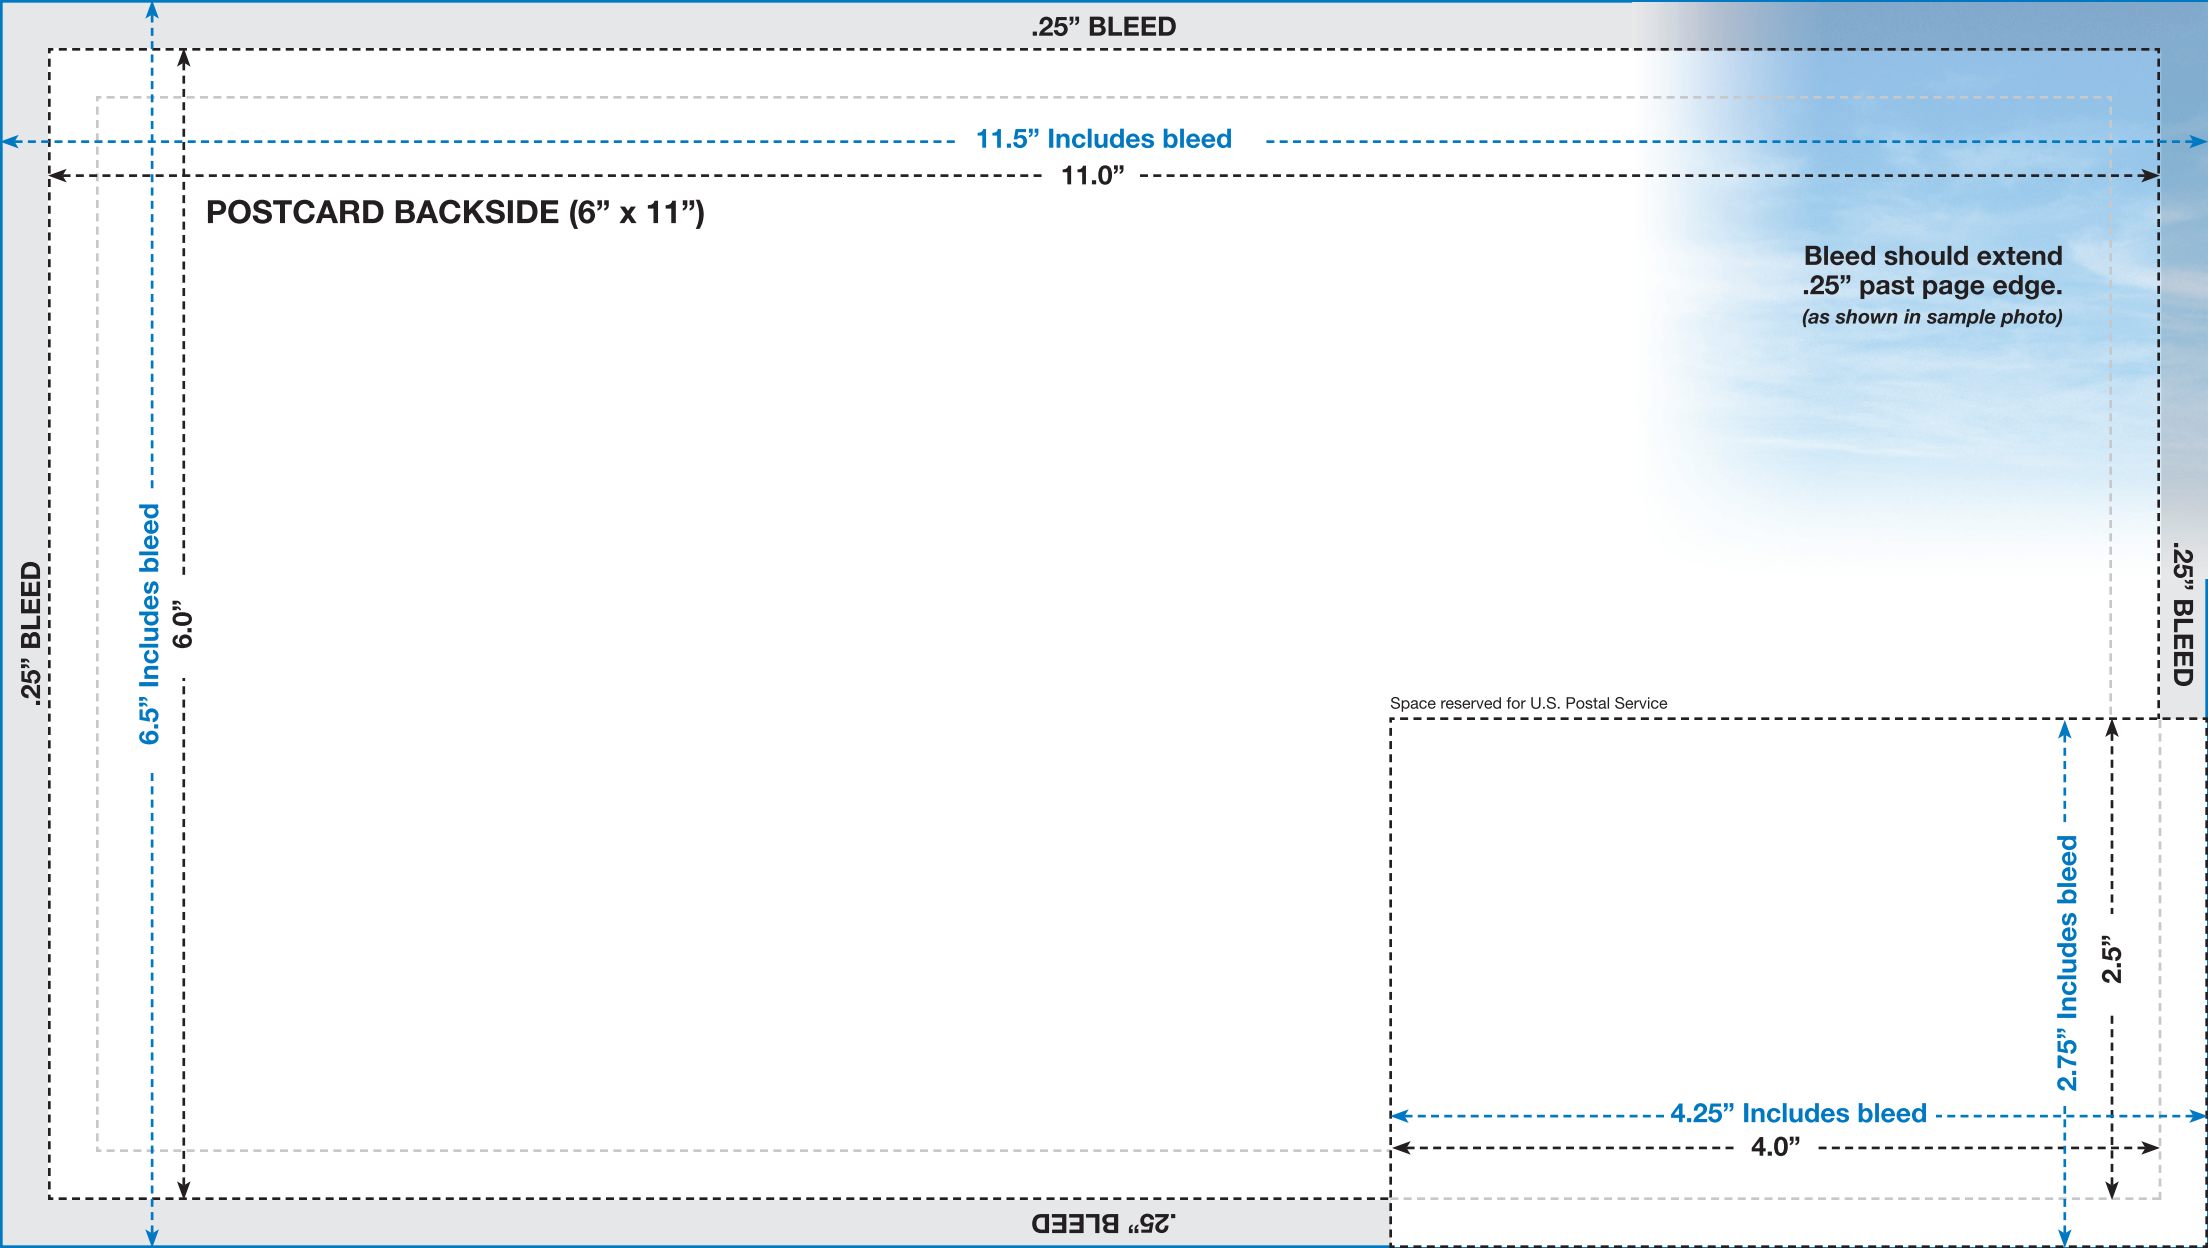 .25” BLEED
11.5” Includes bleed
11.0”
POSTCARD BACKSIDE (6” x 11”)
Bleed should extend
.25” past page edge.
(as shown in sample photo)
.25” BLEED
6.5” Includes bleed
6.0”
.25” BLEED
Space reserved for U.S. Postal Service
2.75” Includes bleed
2.5”
4.25” Includes bleed
4.0”
.25” BLEED